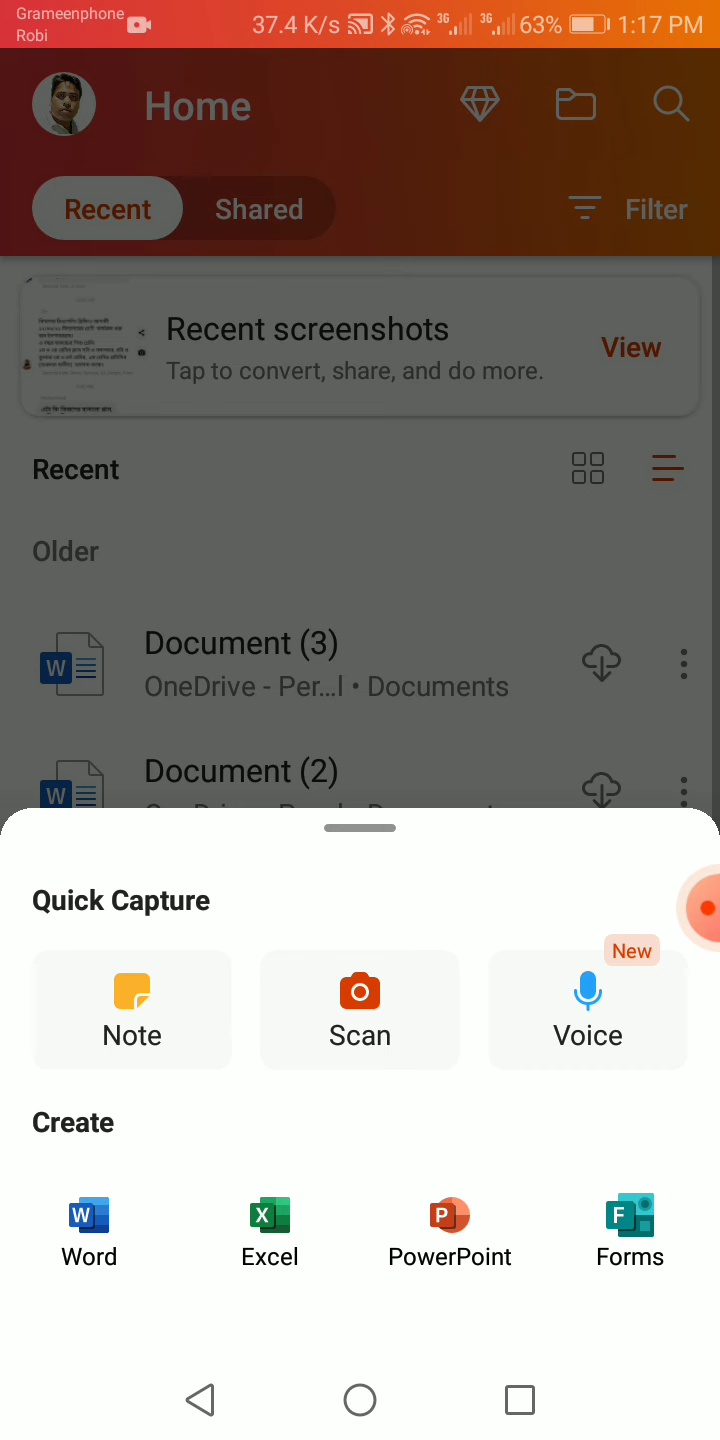 Grameenphone
Robi
37.4 K/s 3G 3G 63% 1:17 PM
Home
Recent Shared Filter
Recent screenshots
Tap to convert, share, and do more.
View
Recent
Older
W Document (3)
OneDrive - Per...l • Documents
W Document (2)
Quick Capture
New
Note Scan Voice
Create
W X P F
Word Excel PowerPoint Forms